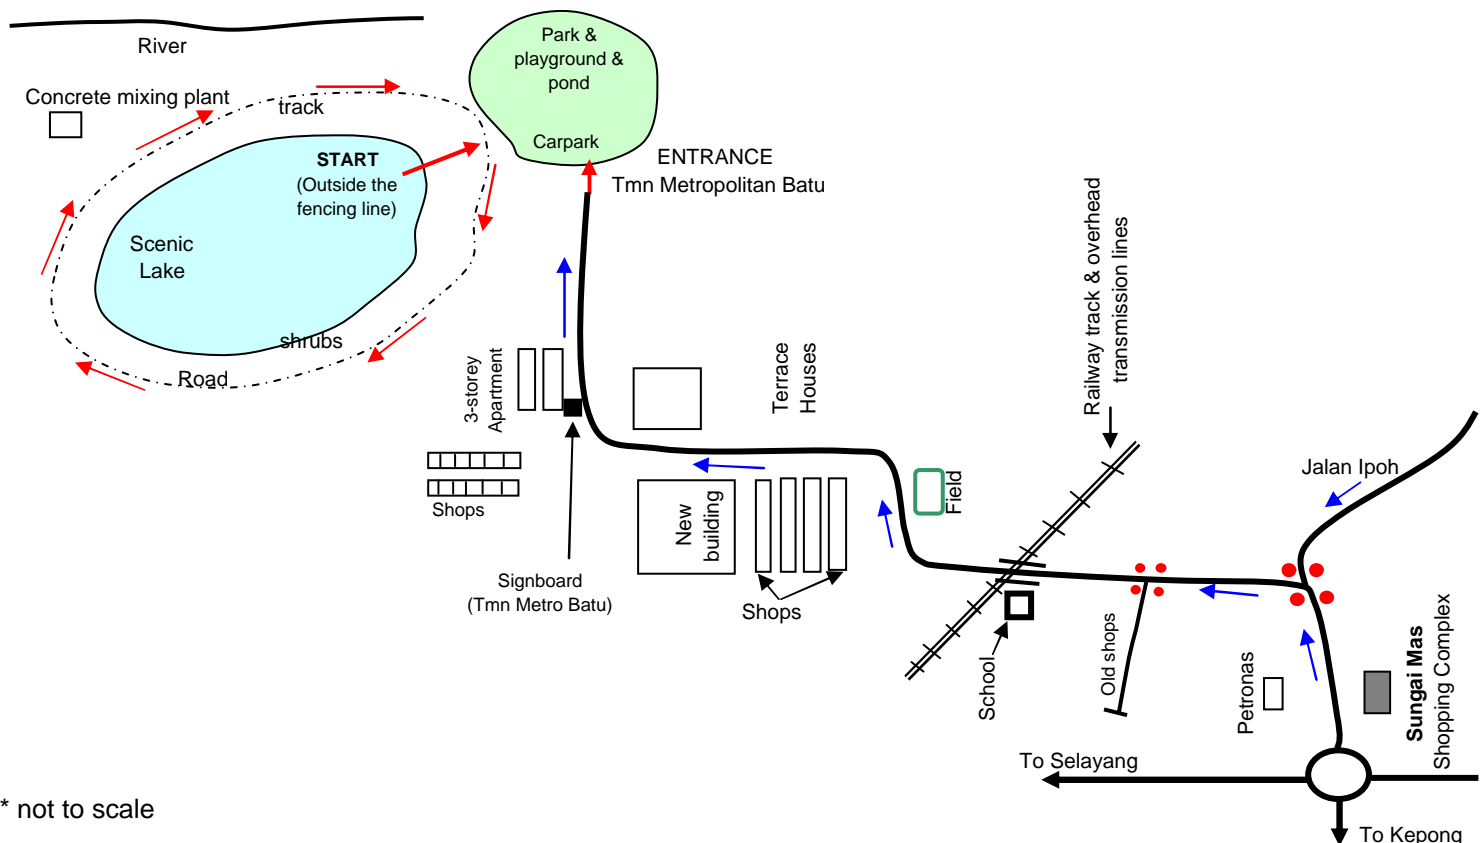 River
Park &
playground &
pond
Concrete mixing plant
track
Carpark
START
(Outside the
fencing line)
ENTRANCE
Tmn Metropolitan Batu
Scenic
Lake
shrubs
Road
3-storey
Apartment
Terrace
Houses
Railway track & overhead
transmission lines
Jalan Ipoh
Shops
New
building
Field
Signboard
(Tmn Metro Batu)
Shops
School
Old shops
Petronas
Sungai Mas
Shopping Complex
To Selayang
* not to scale
To Kepong